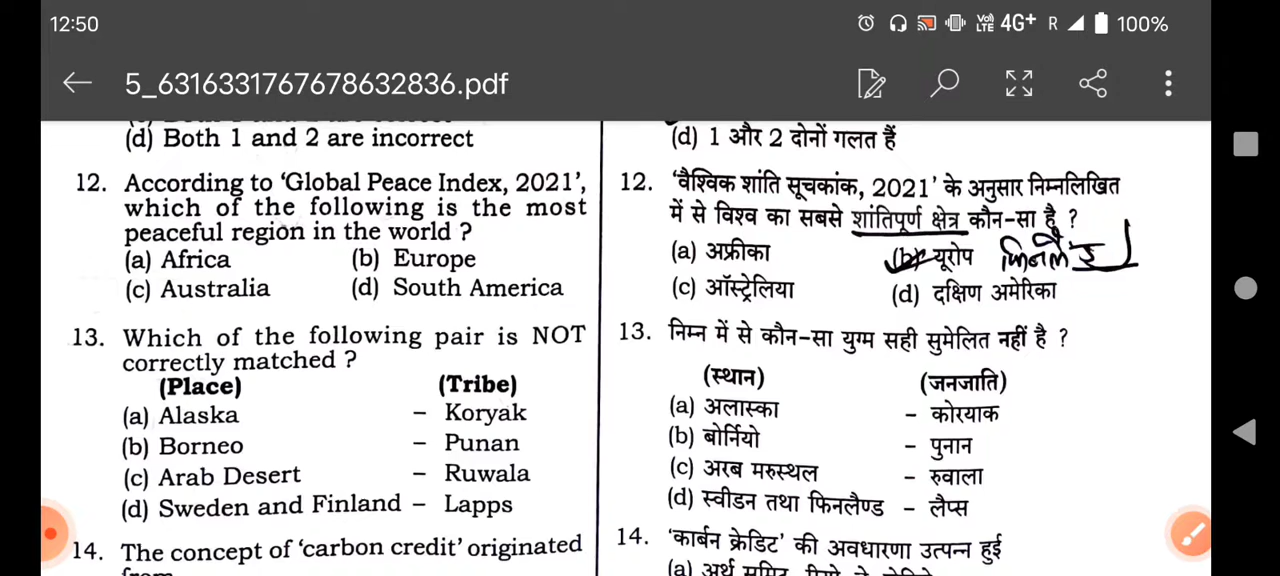 12:50
4G+ R 100%
5_6316331767678632836.pdf
(d) Both 1 and 2 are incorrect
12. According to 'Global Peace Index, 2021',
which of the following is the most
peaceful region in the world ?
(a) Africa (b) Europe
(c) Australia (d) South America
13. Which of the following pair is NOT
correctly matched ?
(Place) (Tribe)
(a) Alaska – Koryak
(b) Borneo – Punan
(c) Arab Desert – Ruwala
(d) Sweden and Finland – Lapps
14. The concept of 'carbon credit' originated
from
(d) 1 और 2 दोनों गलत हैं
12. 'वैश्विक शांति सूचकांक, 2021' के अनुसार निम्नलिखित
में से विश्व का सबसे शांतिपूर्ण क्षेत्र कौन-सा है ?
(a) अफ्रीका (b) यूरोप
(c) ऑस्ट्रेलिया (d) दक्षिण अमेरिका
13. निम्न में से कौन-सा युग्म सही सुमेलित नहीं है ?
(स्थान) (जनजाति)
(a) अलास्का – कोरयाक
(b) बोर्नियो – पुनान
(c) अरब मरुस्थल – रुवाला
(d) स्वीडन तथा फिनलैण्ड – लैप्स
14. 'कार्बन क्रेडिट' की अवधारणा उत्पन्न हुई